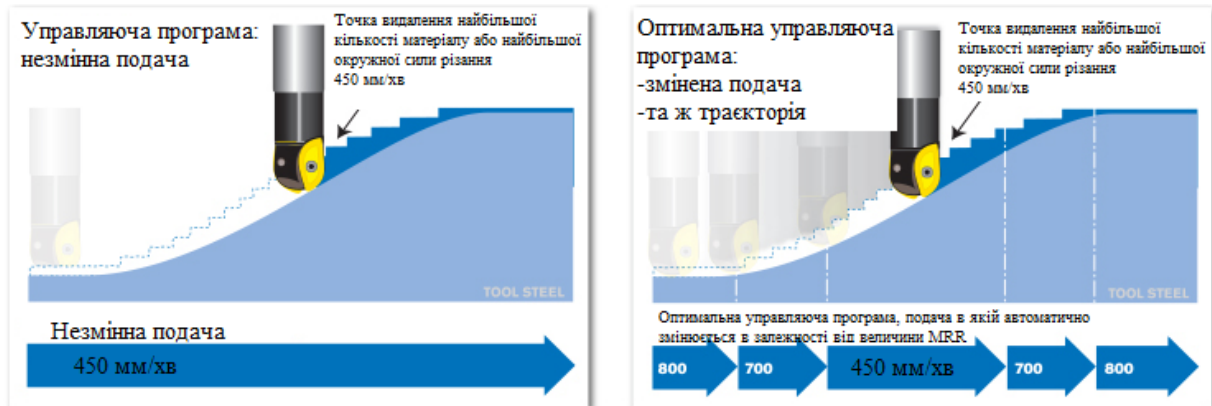 Управляюча програма:
незмінна подача
Точка видалення найбільшої
кількості матеріалу або найбільшої
окружної сили різання
450 мм/хв
TOOL STEEL
Незмінна подача
450 мм/хв
Оптимальна управляюча
програма:
-змінена подача
-та ж траєкторія
Точка видалення найбільшої
кількості матеріалу або найбільшої
окружної сили різання
450 мм/хв
TOOL STEEL
Оптимальна управляюча програма, подача в якій автоматично
змінюється в залежності від величини MRR
800
700
450 мм/хв
700
800